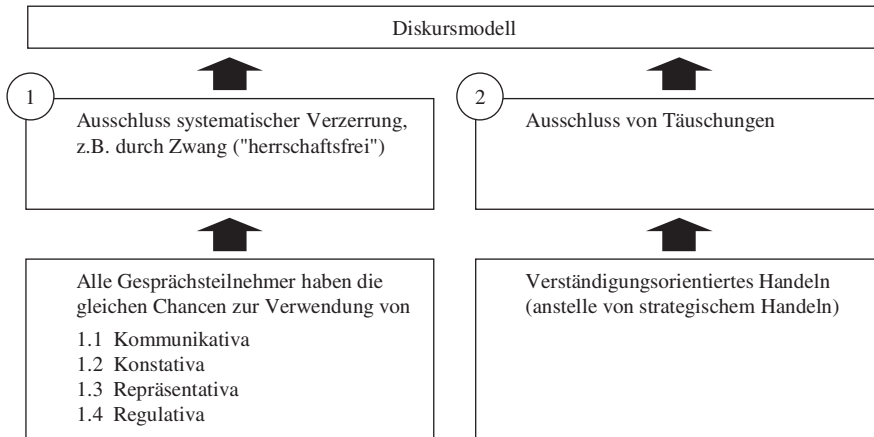 Diskursmodell
1
Ausschluss systematischer Verzerrung,
z.B. durch Zwang ("herrschaftsfrei")
2
Ausschluss von Täuschungen
Alle Gesprächsteilnehmer haben die
gleichen Chancen zur Verwendung von
1.1 Kommunikativa
1.2 Konstativa
1.3 Repräsentativa
1.4 Regulativa
Verständigungsorientiertes Handeln
(anstelle von strategischem Handeln)